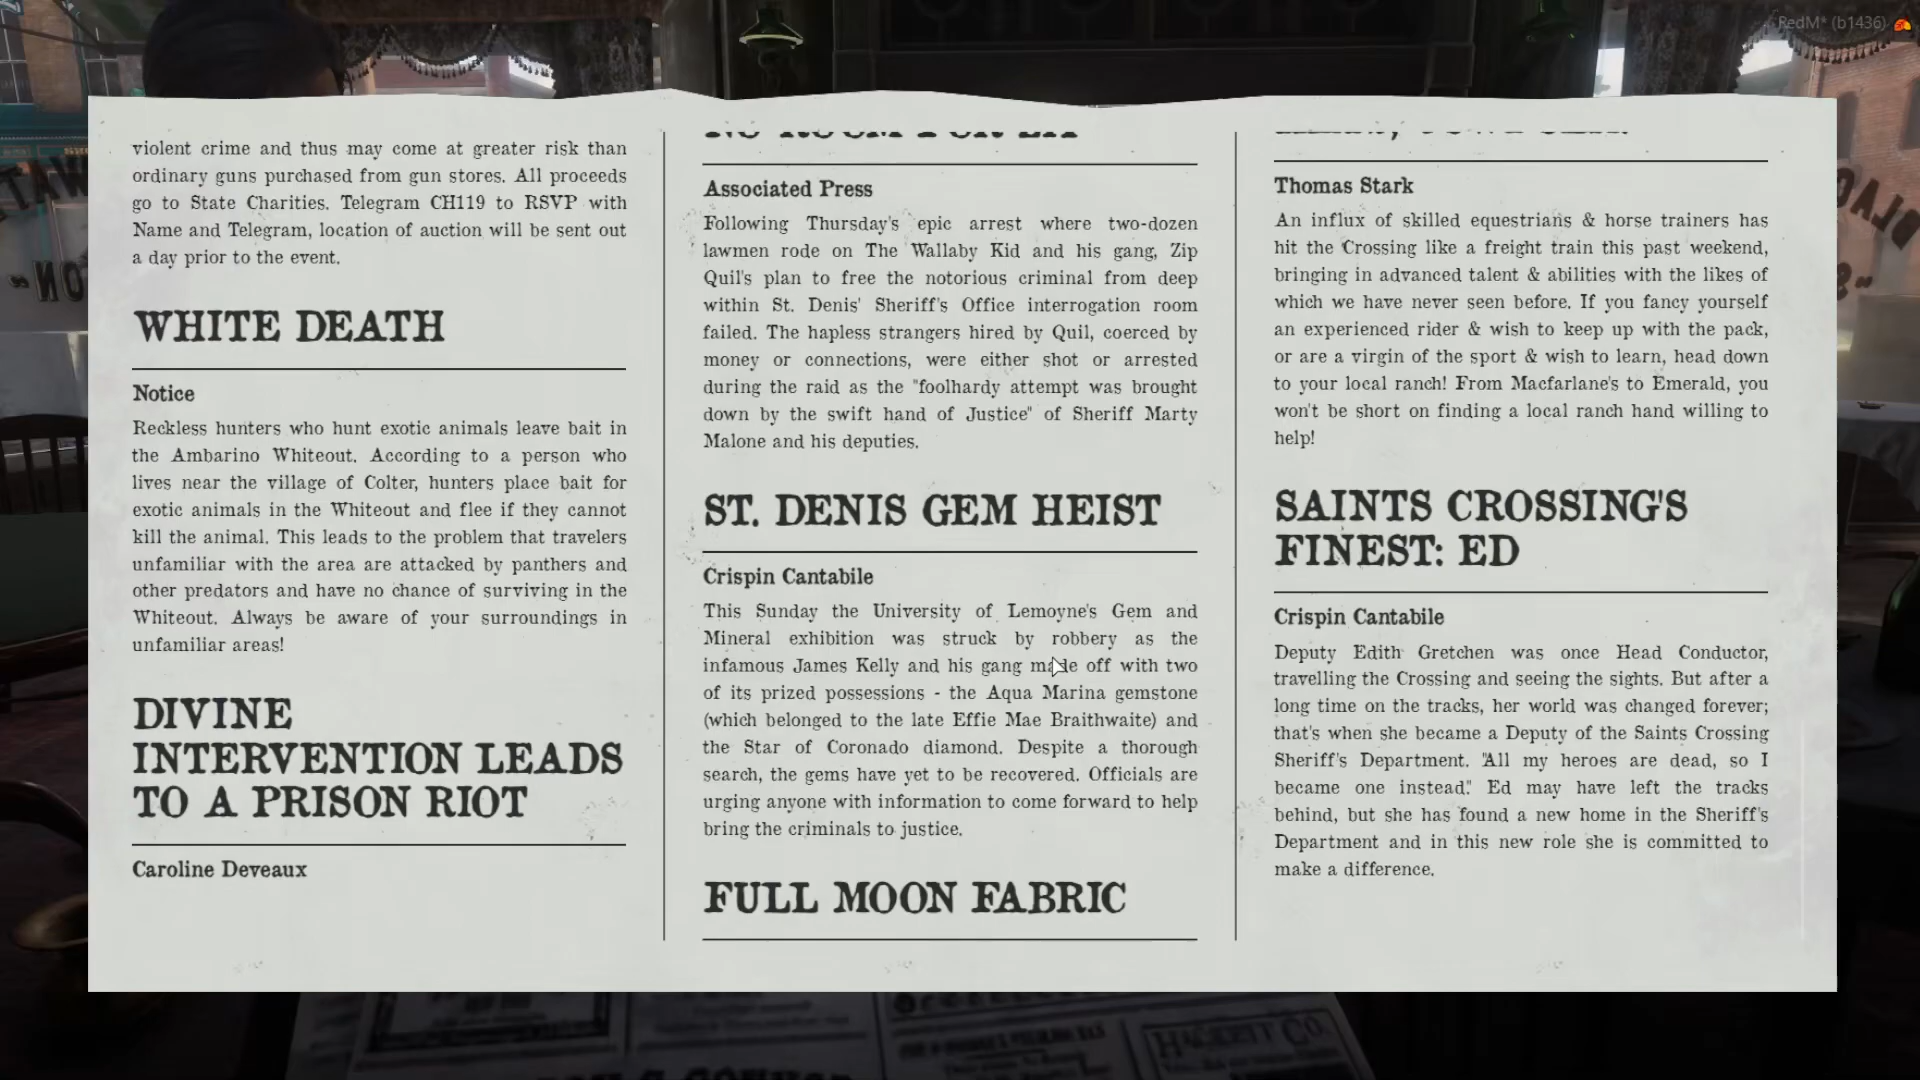 RedM* (b1436)
violent crime and thus may come at greater risk than
ordinary guns purchased from gun stores. All proceeds
go to State Charities. Telegram CH119 to RSVP with
Name and Telegram, location of auction will be sent out
a day prior to the event.
WHITE DEATH
Notice
Reckless hunters who hunt exotic animals leave bait in
the Ambarino Whiteout. According to a person who
lives near the village of Colter, hunters place bait for
exotic animals in the Whiteout and flee if they cannot
kill the animal. This leads to the problem that travelers
unfamiliar with the area are attacked by panthers and
other predators and have no chance of surviving in the
Whiteout. Always be aware of your surroundings in
unfamiliar areas!
DIVINE
INTERVENTION LEADS
TO A PRISON RIOT
Caroline Deveaux
Associated Press
Following Thursday's epic arrest where two-dozen
lawmen rode on The Wallaby Kid and his gang, Zip
Quil's plan to free the notorious criminal from deep
within St. Denis' Sheriff's Office interrogation room
failed. The hapless strangers hired by Quil, coerced by
money or connections, were either shot or arrested
during the raid as the "foolhardy attempt was brought
down by the swift hand of Justice" of Sheriff Marty
Malone and his deputies.
ST. DENIS GEM HEIST
Crispin Cantabile
This Sunday the University of Lemoyne's Gem and
Mineral exhibition was struck by robbery as the
infamous James Kelly and his gang made off with two
of its prized possessions - the Aqua Marina gemstone
(which belonged to the late Effie Mae Braithwaite) and
the Star of Coronado diamond. Despite a thorough
search, the gems have yet to be recovered. Officials are
urging anyone with information to come forward to help
bring the criminals to justice.
FULL MOON FABRIC
Thomas Stark
An influx of skilled equestrians & horse trainers has
hit the Crossing like a freight train this past weekend,
bringing in advanced talent & abilities with the likes of
which we have never seen before. If you fancy yourself
an experienced rider & wish to keep up with the pack,
or are a virgin of the sport & wish to learn, head down
to your local ranch! From Macfarlane's to Emerald, you
won't be short on finding a local ranch hand willing to
help!
SAINTS CROSSING'S
FINEST: ED
Crispin Cantabile
Deputy Edith Gretchen was once Head Conductor,
travelling the Crossing and seeing the sights. But after a
long time on the tracks, her world was changed forever;
that's when she became a Deputy of the Saints Crossing
Sheriff's Department. "All my heroes are dead, so I
became one instead." Ed may have left the tracks
behind, but she has found a new home in the Sheriff's
Department and in this new role she is committed to
make a difference.